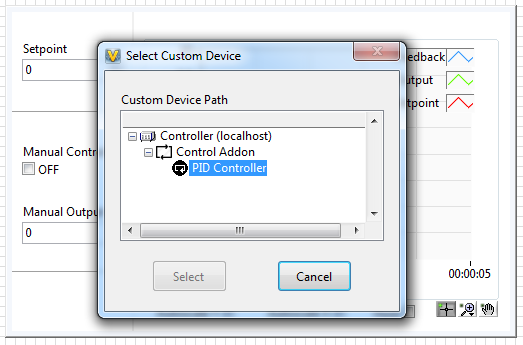 Select Custom Device
Setpoint
0
edback
Custom Device Path
Controller (localhost)
Control Addon
PID Controller
Manual Contr
OFF
Manual Outpu
0
utput
tpoint
Select
Cancel
00:00:05